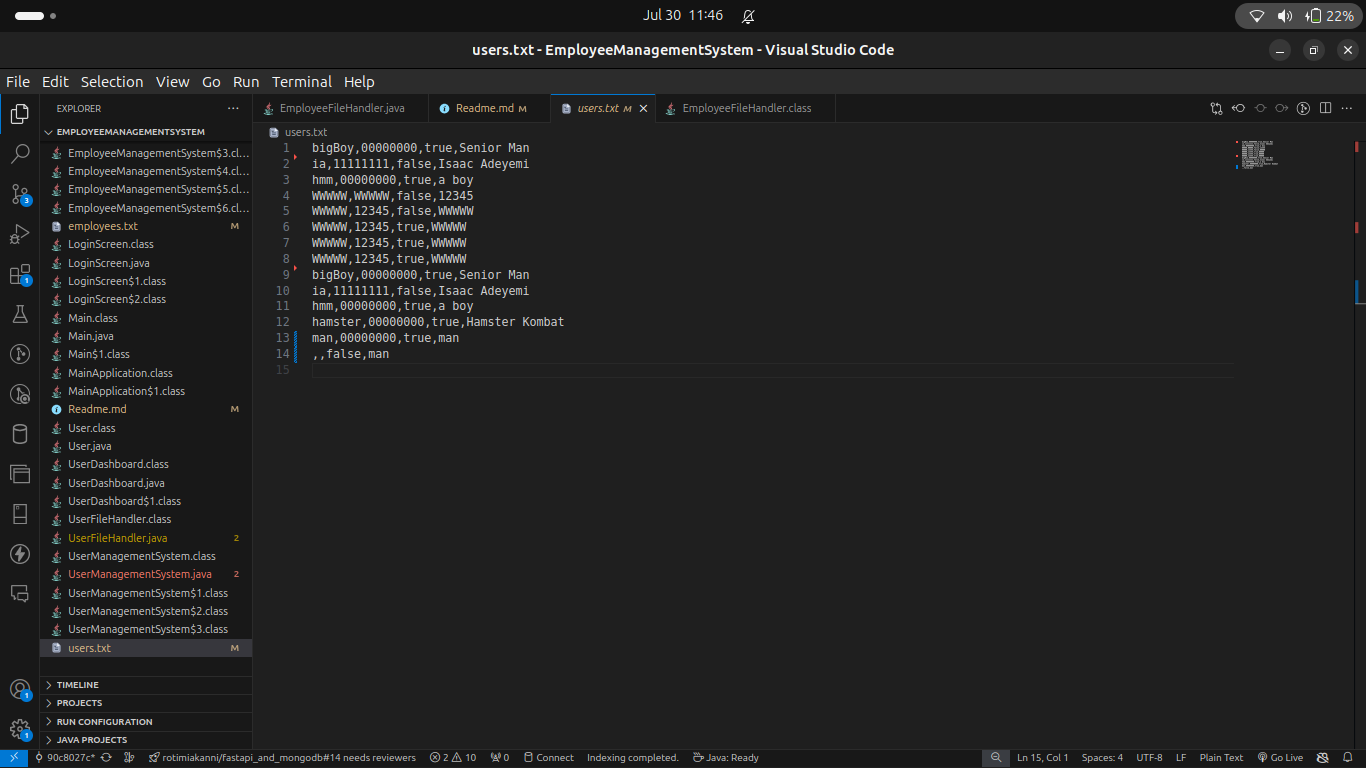 Jul 30 11:46
22%
users.txt - EmployeeManagementSystem - Visual Studio Code
File Edit Selection View Go Run Terminal Help
EXPLORER
EMPLOYEEMANAGEMENTSYSTEM
EmployeeManagementSystem$3.cl...
EmployeeManagementSystem$4.cl...
EmployeeManagementSystem$5.cl...
EmployeeManagementSystem$6.cl...
employees.txt M
LoginScreen.class
LoginScreen.java
LoginScreen$1.class
LoginScreen$2.class
Main.class
Main.java
Main$1.class
MainApplication.class
MainApplication$1.class
Readme.md M
User.class
User.java
UserDashboard.class
UserDashboard.java
UserDashboard$1.class
UserFileHandler.class
UserFileHandler.java 2
UserManagementSystem.class
UserManagementSystem.java 2
UserManagementSystem$1.class
UserManagementSystem$2.class
UserManagementSystem$3.class
users.txt M
TIMELINE
PROJECTS
RUN CONFIGURATION
JAVA PROJECTS
3
1
1
1
EmployeeFileHandler.java Readme.md M users.txt M EmployeeFileHandler.class
users.txt
1 bigBoy,00000000,true,Senior Man
2 ia,11111111,false,Isaac Adeyemi
3 hmm,00000000,true,a boy
4 WWWWW,WWWWW,false,12345
5 WWWWW,12345,false,WWWWW
6 WWWWW,12345,true,WWWWW
7 WWWWW,12345,true,WWWWW
8 WWWWW,12345,true,WWWWW
9 bigBoy,00000000,true,Senior Man
10 ia,11111111,false,Isaac Adeyemi
11 hmm,00000000,true,a boy
12 hamster,00000000,true,Hamster Kombat
13 man,00000000,true,man
14 ,,false,man
15
90c8027c* rotimiakanni/fastapi_and_mongodb#14 needs reviewers 2 10 0 Connect Indexing completed. Java: Ready Ln 15, Col 1 Spaces: 4 UTF-8 LF Plain Text Go Live